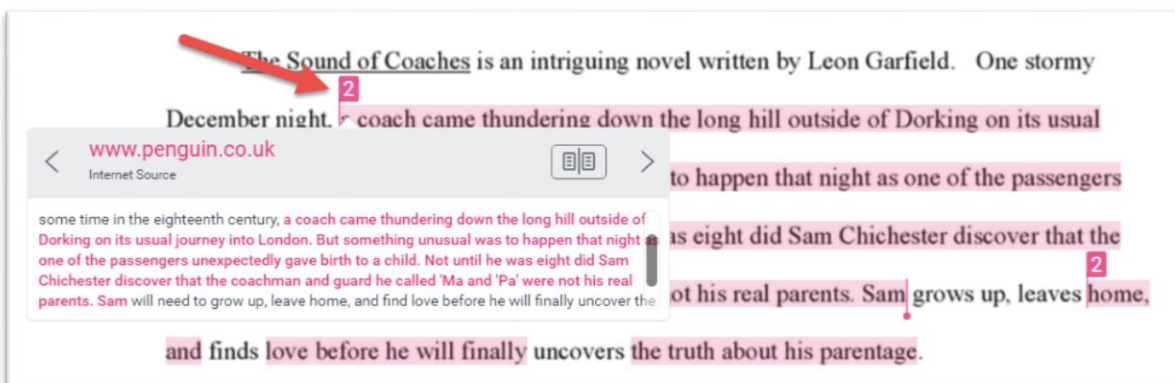 The Sound of Coaches is an intriguing novel written by Leon Garfield. One stormy
2
December night, a coach came thundering down the long hill outside of Dorking on its usual
www.penguin.co.uk
Internet Source
some time in the eighteenth century, a coach came thundering down the long hill outside of
Dorking on its usual journey into London. But something unusual was to happen that night as
one of the passengers unexpectedly gave birth to a child. Not until he was eight did Sam
Chichester discover that the coachman and guard he called 'Ma and 'Pa' were not his real
parents. Sam will need to grow up, leave home, and find love before he will finally uncover the
to happen that night as one of the passengers
as eight did Sam Chichester discover that the
2
ot his real parents. Sam grows up, leaves home,
and finds love before he will finally uncovers the truth about his parentage.